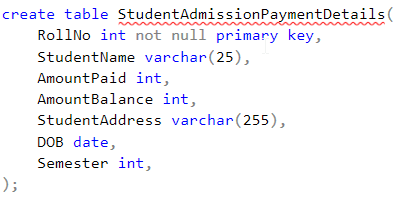 create table StudentAdmissionPaymentDetails(
    RollNo int not null primary key,
    StudentName varchar(25),
    AmountPaid int,
    AmountBalance int,
    StudentAddress varchar(255),
    DOB date,
    Semester int,
);